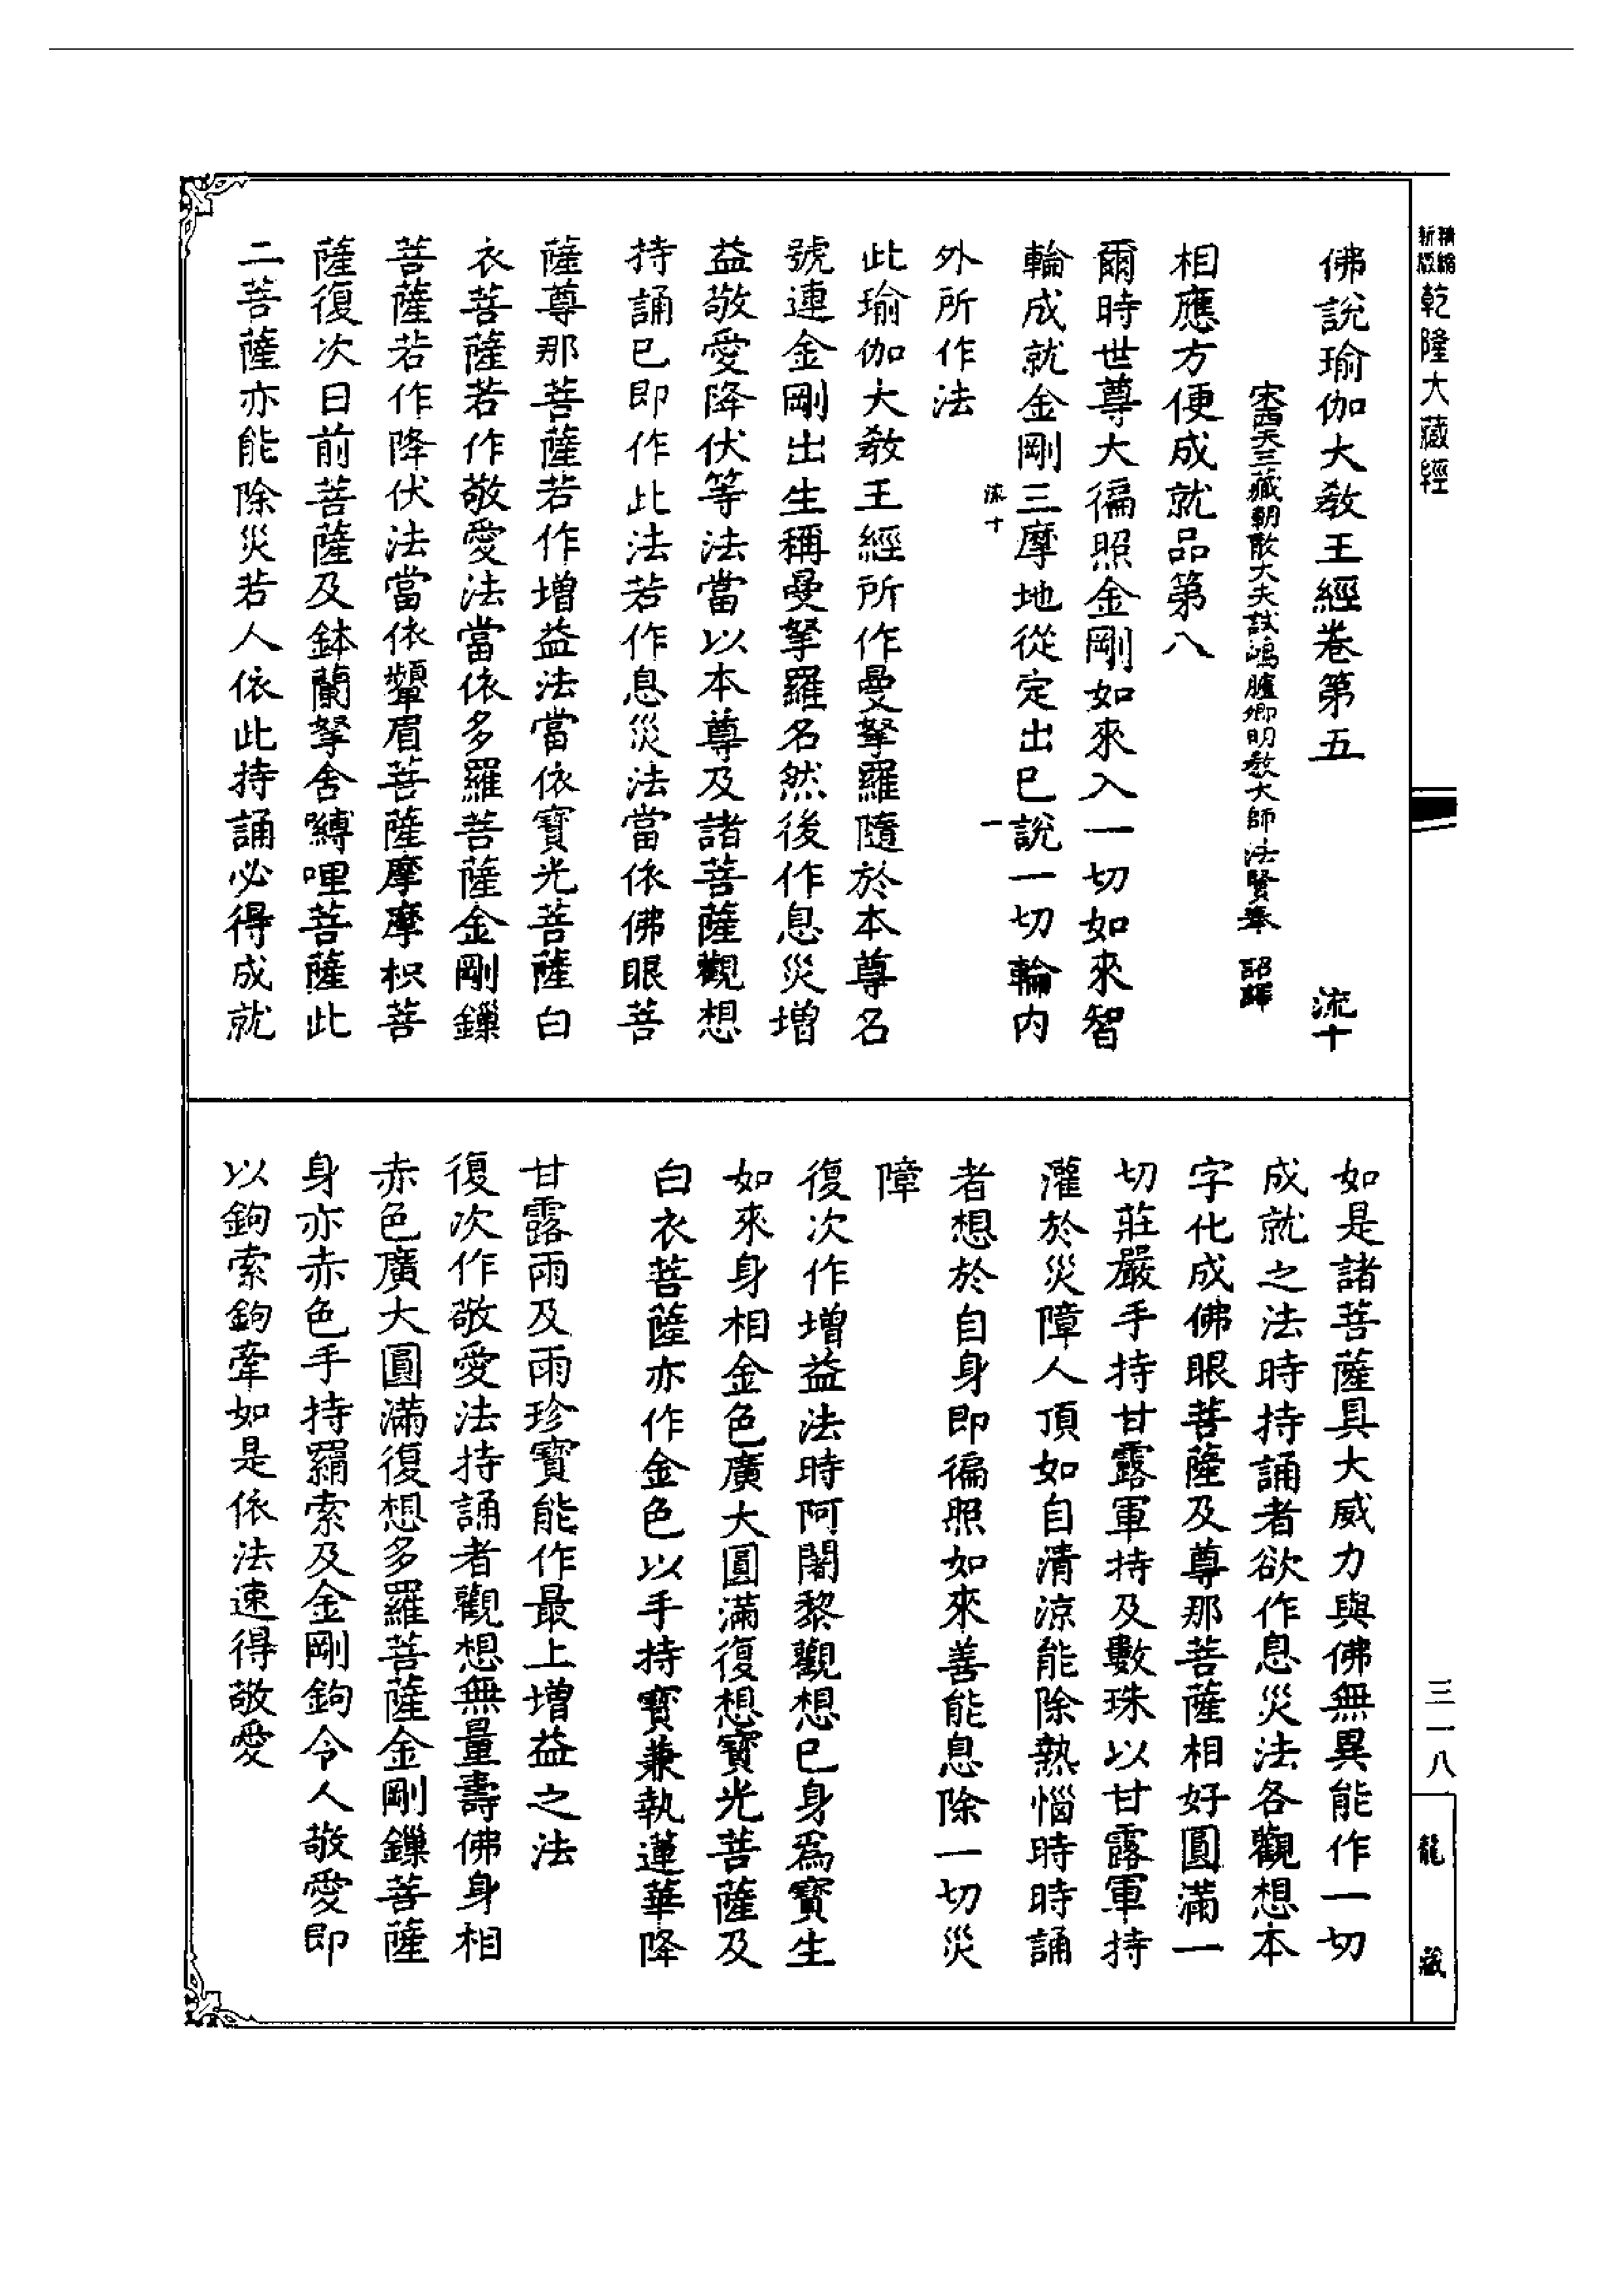 精縮新版乾隆大藏經
佛說瑜伽大教王經卷第五 流十
宋西天三藏朝散大夫試鴻臚卿明教大師法賢奉 詔譯
相應方便成就品第八
爾時世尊大徧照金剛如來入一切如來智
輪成就金剛三摩地從定出已說一切輪內
流十 一
外所作法
此瑜伽大教王經所作曼拏羅隨於本尊名
號連金剛出生稱曼拏羅名然後作息災增
益敬愛降伏等法當以本尊及諸菩薩觀想
持誦已即作此法若作息災法當依佛眼菩
薩尊那菩薩若作增益法當依寶光菩薩白
衣菩薩若作敬愛法當依多羅菩薩金剛鏁
菩薩若作降伏法當依顰眉菩薩摩摩枳菩
薩復次日前菩薩及鉢蘭拏舍嚩哩菩薩此
二菩薩亦能除災若人依此持誦必得成就
如是諸菩薩具大威力與佛無異能作一切
成就之法時持誦者欲作息災法各觀想本
字化成佛眼菩薩及尊那菩薩相好圓滿一
切莊嚴手持甘露軍持及數珠以甘露軍持
灌於災障人頂如自清涼能除熱惱時時誦
者想於自身即徧照如來善能息除一切災
障
復次作增益法時阿闍黎觀想已身為寶生
如來身相金色廣大圓滿復想寶光菩薩及
白衣菩薩亦作金色以手持寶兼執蓮華降
甘露雨及雨珍寶能作最上增益之法
復次作敬愛法持誦者觀想無量壽佛身相
赤色廣大圓滿復想多羅菩薩金剛鏁菩薩
身亦赤色手持羂索及金剛鉤令人敬愛即
以鉤索鉤牽如是依法速得敬愛
三一八
龍藏